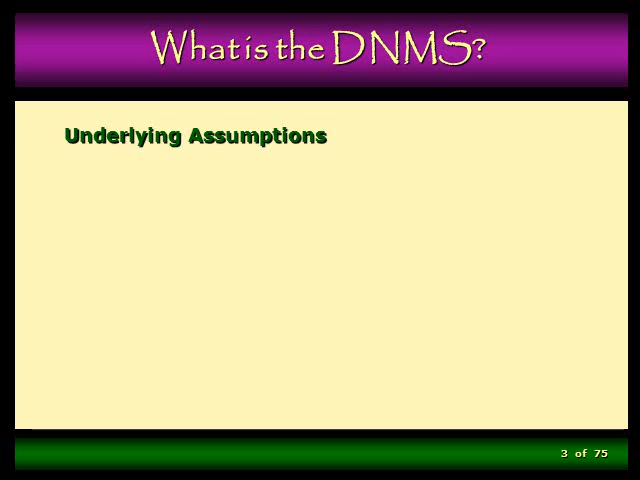 What is the DNMS?
Underlying Assumptions
3 of 75